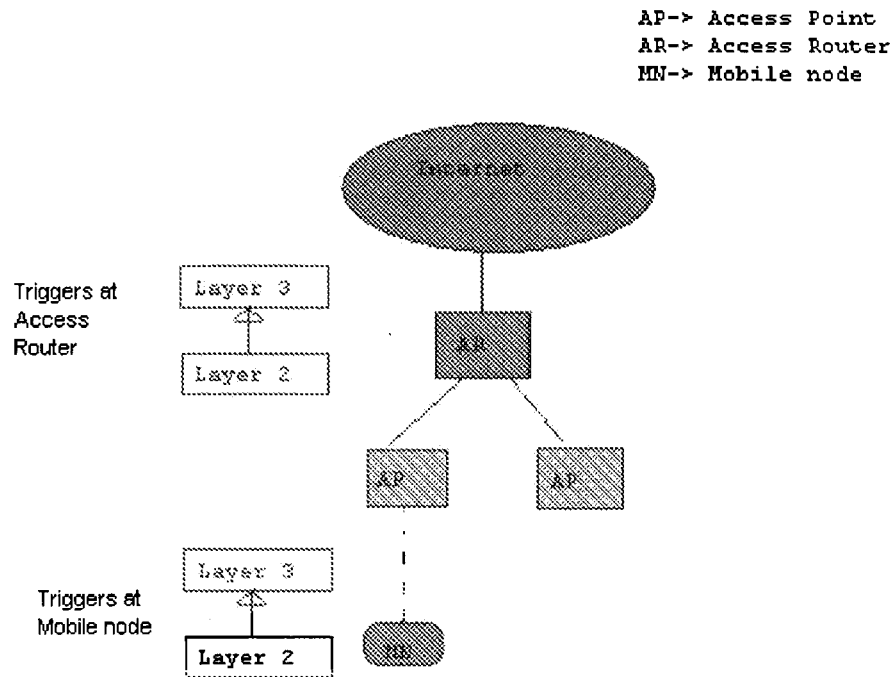 AP-> Access Point
AR-> Access Router
MN-> Mobile node
Internet
Triggers at
Access
Router
Layer 3
Layer 2
AR
AP
AP
Triggers at
Mobile node
Layer 3
Layer 2
MN